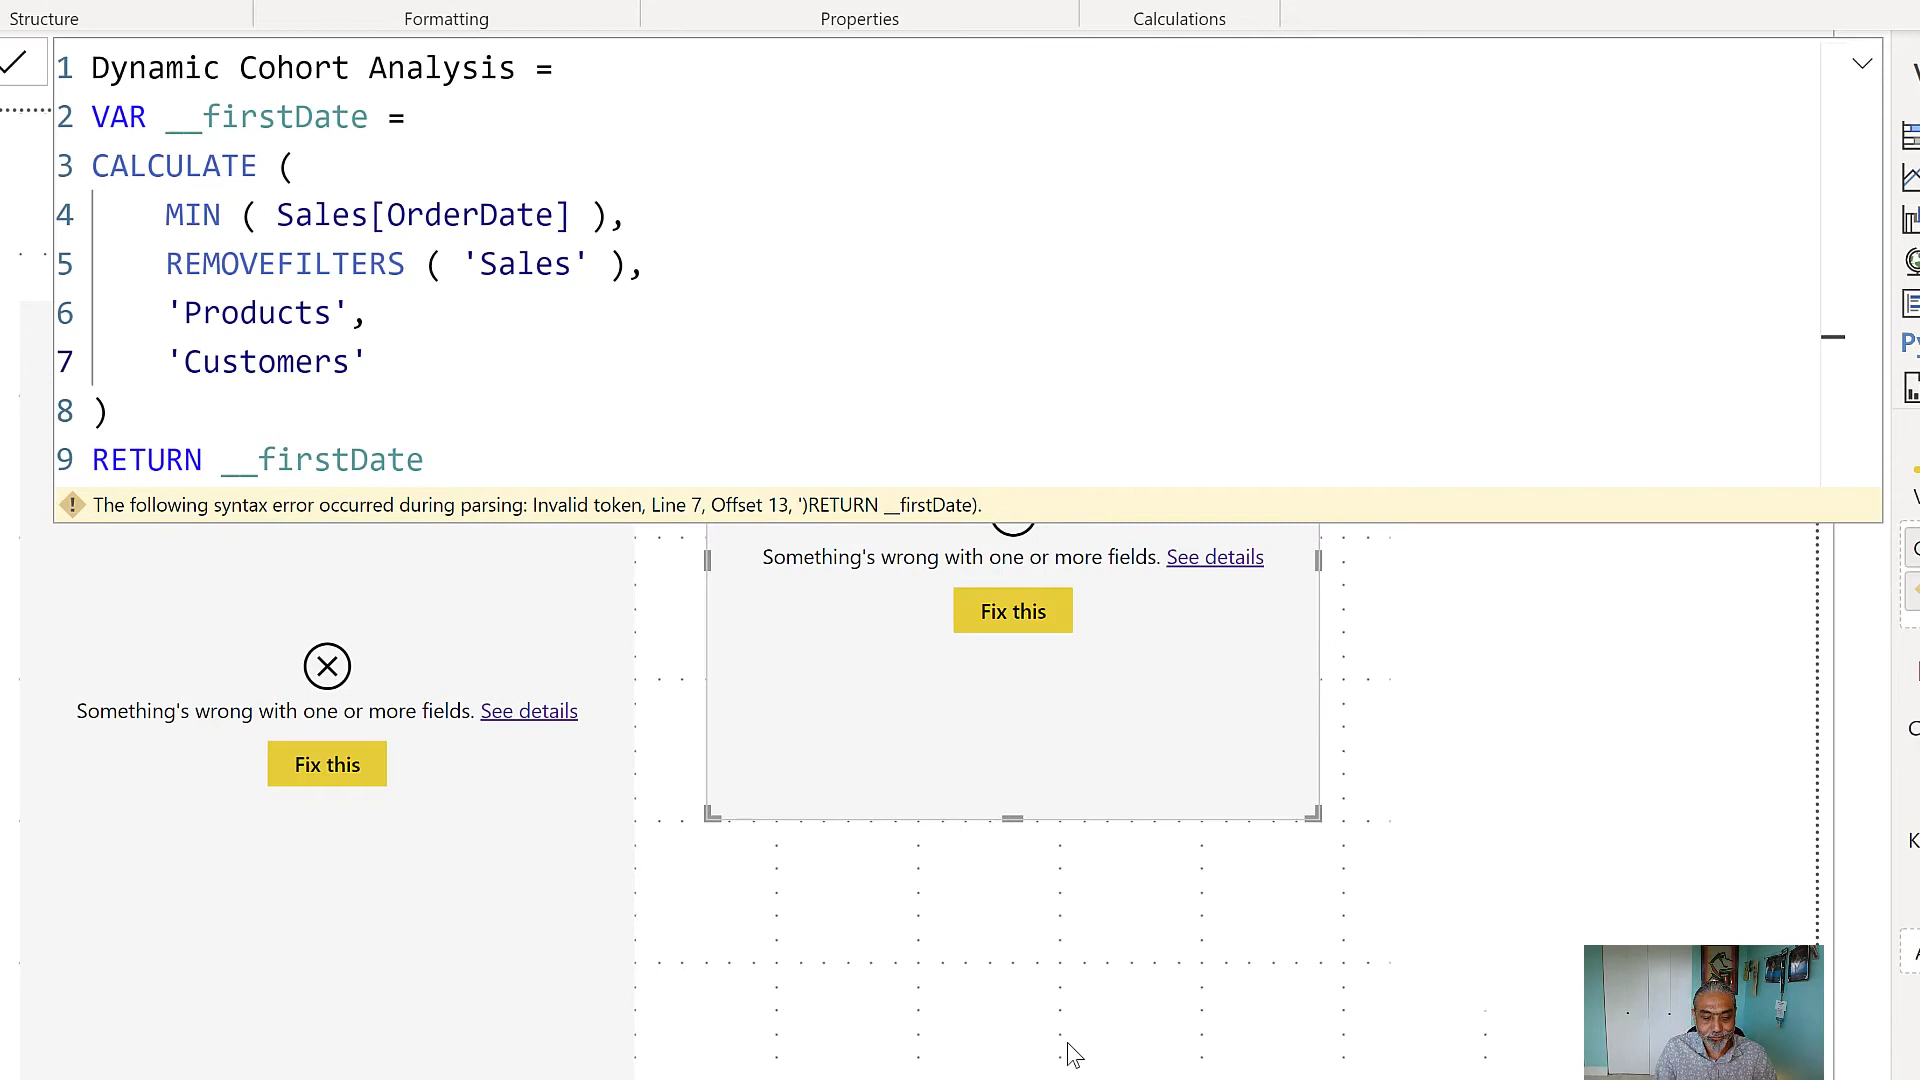 Structure
Formatting
Properties
Calculations
1 Dynamic Cohort Analysis =
2 VAR __firstDate =
3 CALCULATE (
4 MIN ( Sales[OrderDate] ),
5 REMOVEFILTERS ( 'Sales' ),
6 'Products',
7 'Customers'
8 )
9 RETURN __firstDate
The following syntax error occurred during parsing: Invalid token, Line 7, Offset 13, ')RETURN __firstDate).
Something's wrong with one or more fields. See details
Fix this
Something's wrong with one or more fields. See details
Fix this